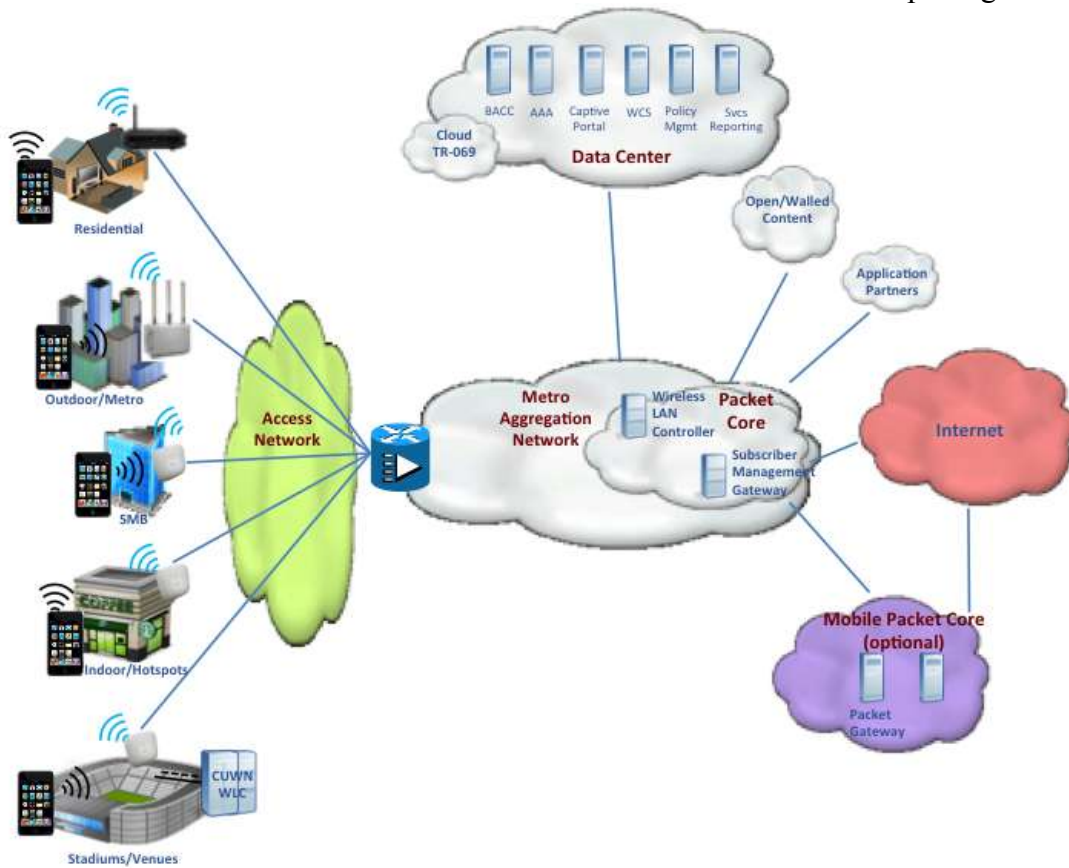 BACC
AAA
Captive
Portal
WCS
Policy
Mgmt
Svcs
Reporting
Cloud
TR-069
Data Center
Residential
Open/Walled
Content
Application
Partners
Outdoor/Metro
Access
Network
Metro
Aggregation
Network
Wireless
LAN
Controller
Packet
Core
Subscriber
Management
Gateway
Internet
SMB
COFFEE
Indoor/Hotspots
Mobile Packet Core
(optional)
Packet
Gateway
CUWN
WLC
Stadiums/Venues